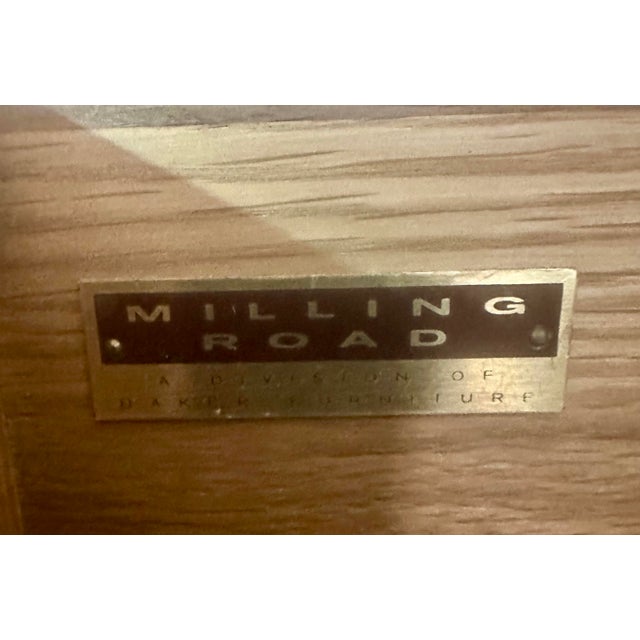 MILLING
ROAD
A DIVISION OF
BAKER FURNITURE